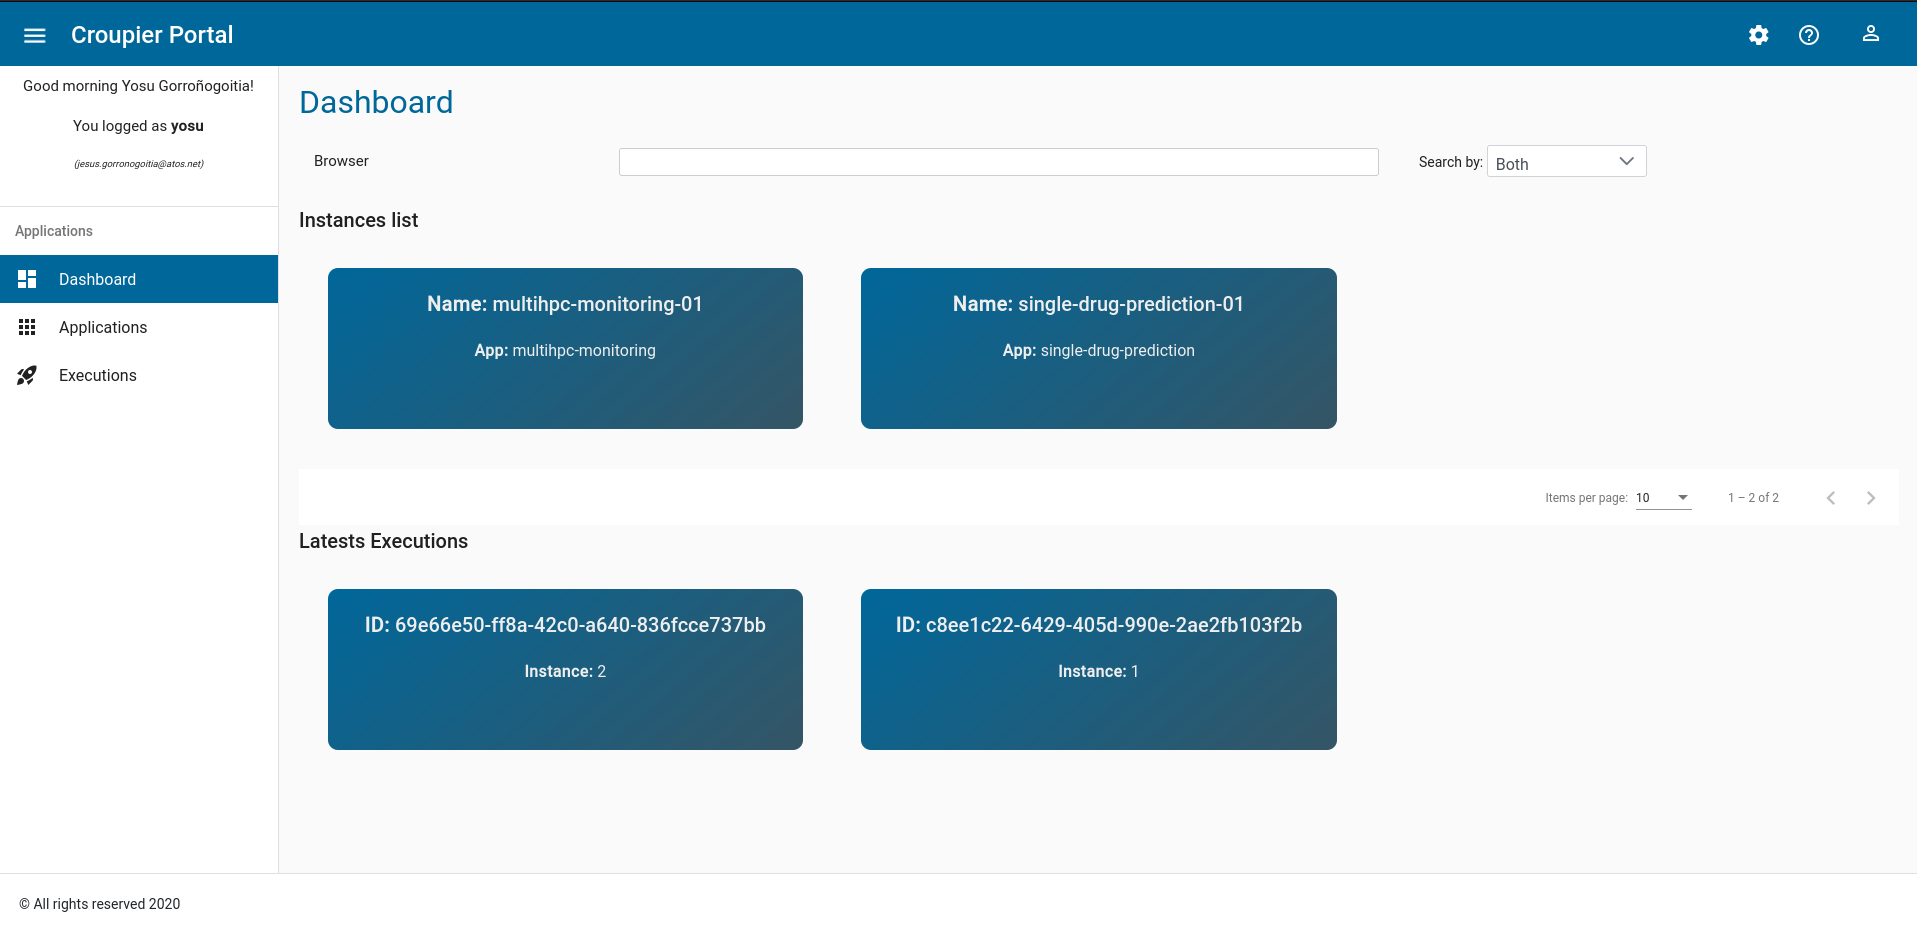 Croupier Portal
Good morning Yosu Gorroñogoitia!
You logged as yosu
(jesus.gorronogoitia@atos.net)
Applications
Dashboard
Applications
Executions
Dashboard
Browser
Search by: Both
Instances list
Name: multihpc-monitoring-01
App: multihpc-monitoring
Name: single-drug-prediction-01
App: single-drug-prediction
Items per page: 10 1 – 2 of 2
Latests Executions
ID: 69e66e50-ff8a-42c0-a640-836fcce737bb
Instance: 2
ID: c8ee1c22-6429-405d-990e-2ae2fb103f2b
Instance: 1
© All rights reserved 2020